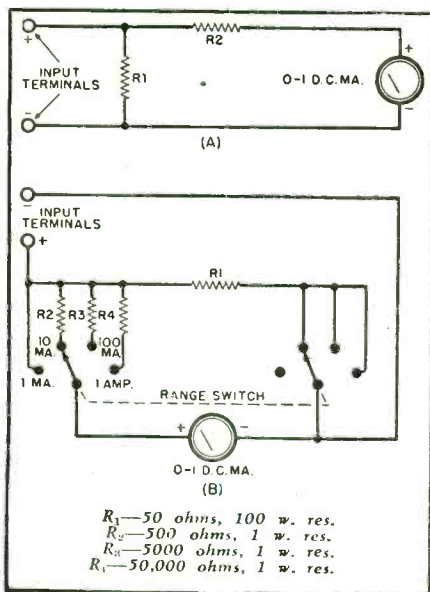 +
R2
+
INPUT
TERMINALS
R1
0-1 D.C. MA.
−
−
(A)
−
INPUT
TERMINALS
+
R1
R2 R3 R4
10 MA. 100 MA.
1 MA. 1 AMP.
RANGE SWITCH
+ −
0-1 D.C. MA.
(B)
R₁—50 ohms, 100 w. res.
R₂—500 ohms, 1 w. res.
R₃—5000 ohms, 1 w. res.
R₄—50,000 ohms, 1 w. res.